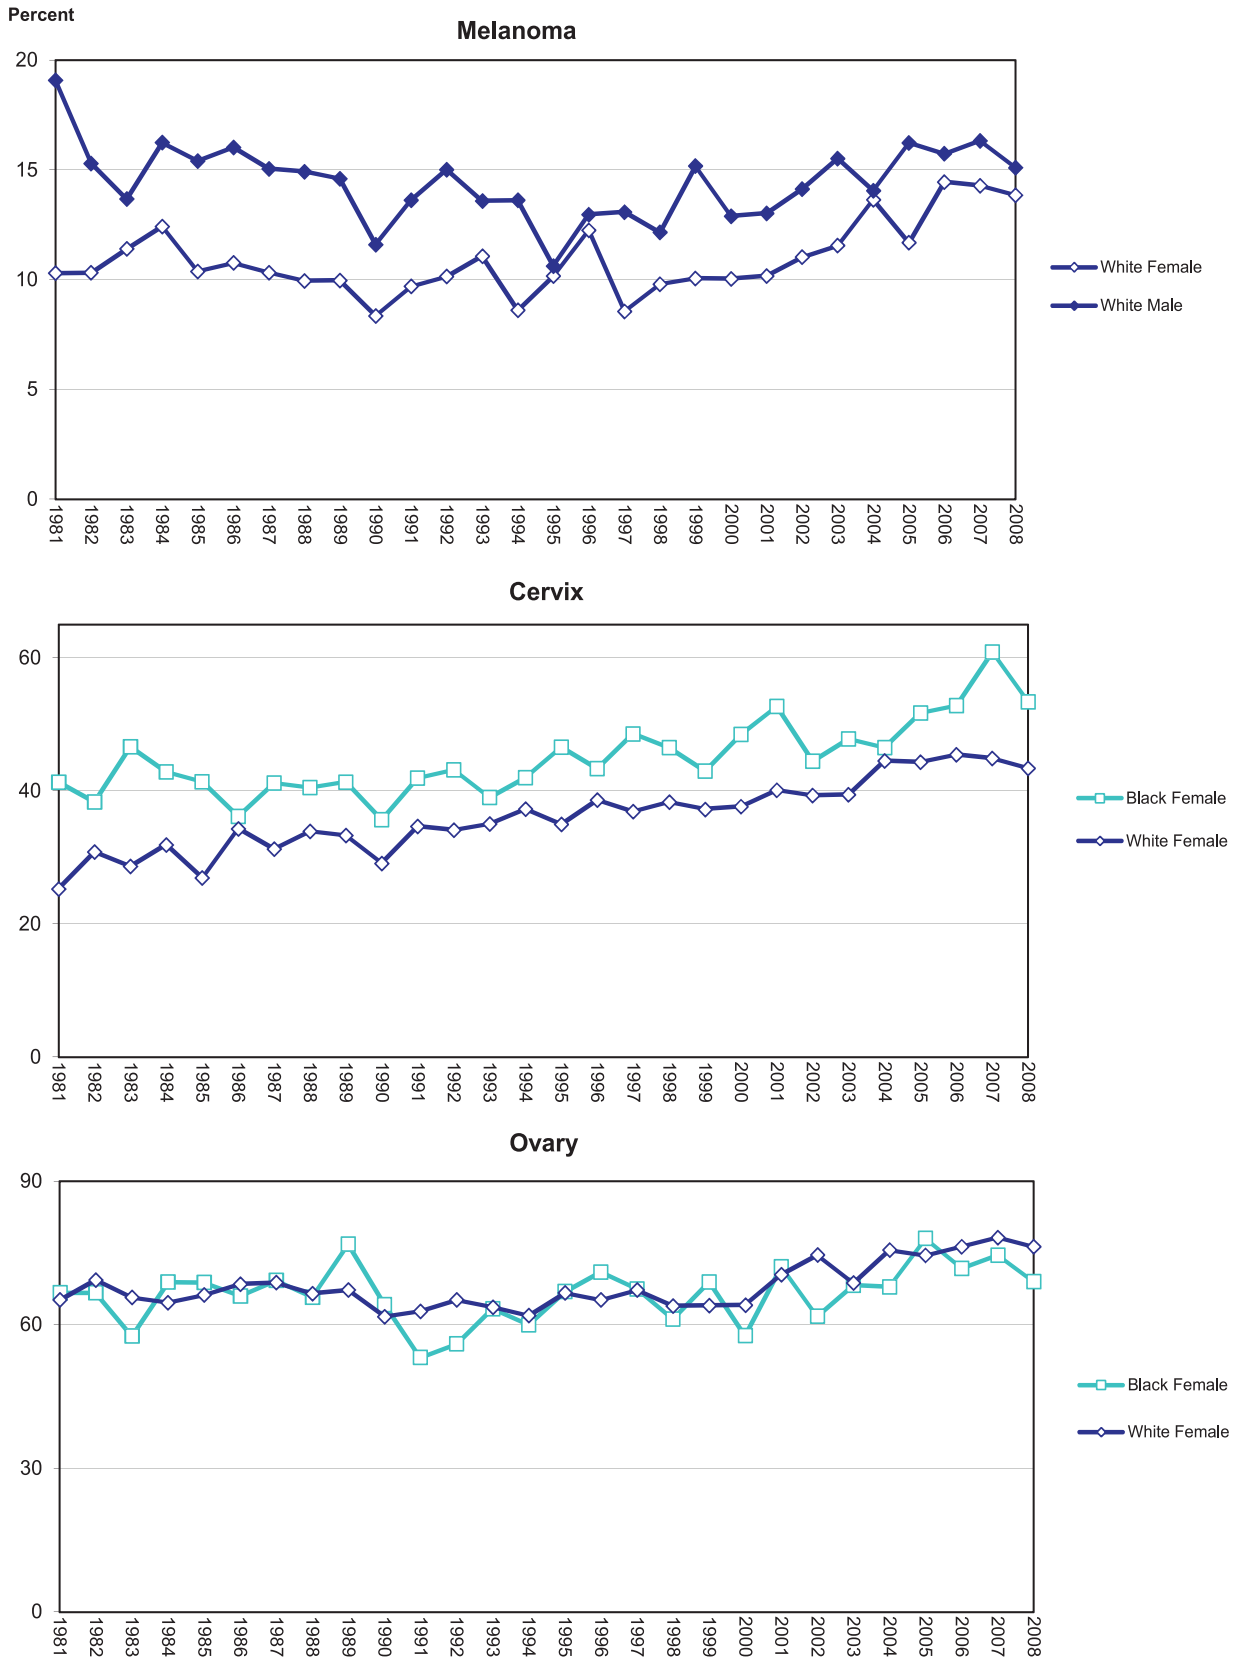 Percent
Melanoma
20
15
10
5
0
1981 1982 1983 1984 1985 1986 1987 1988 1989 1990 1991 1992 1993 1994 1995 1996 1997 1998 1999 2000 2001 2002 2003 2004 2005 2006 2007 2008
White Female
White Male
Cervix
60
40
20
0
1981 1982 1983 1984 1985 1986 1987 1988 1989 1990 1991 1992 1993 1994 1995 1996 1997 1998 1999 2000 2001 2002 2003 2004 2005 2006 2007 2008
Black Female
White Female
Ovary
90
60
30
0
1981 1982 1983 1984 1985 1986 1987 1988 1989 1990 1991 1992 1993 1994 1995 1996 1997 1998 1999 2000 2001 2002 2003 2004 2005 2006 2007 2008
Black Female
White Female